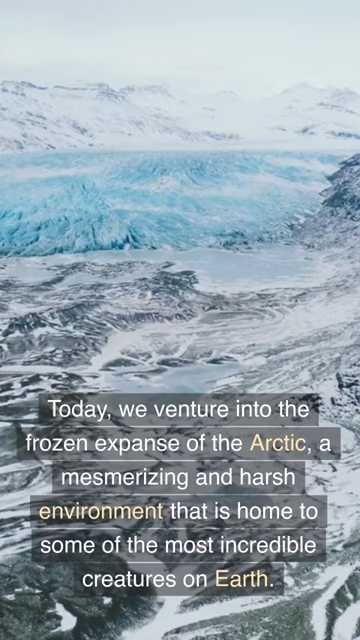 Today, we venture into the
frozen expanse of the Arctic, a
mesmerizing and harsh
environment that is home to
some of the most incredible
creatures on Earth.